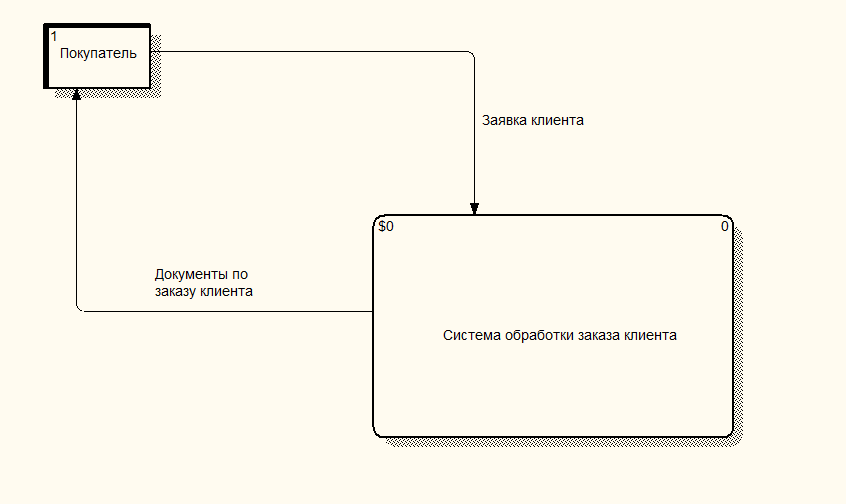 1
Покупатель
Заявка клиента
$0
0
Документы по
заказу клиента
Система обработки заказа клиента